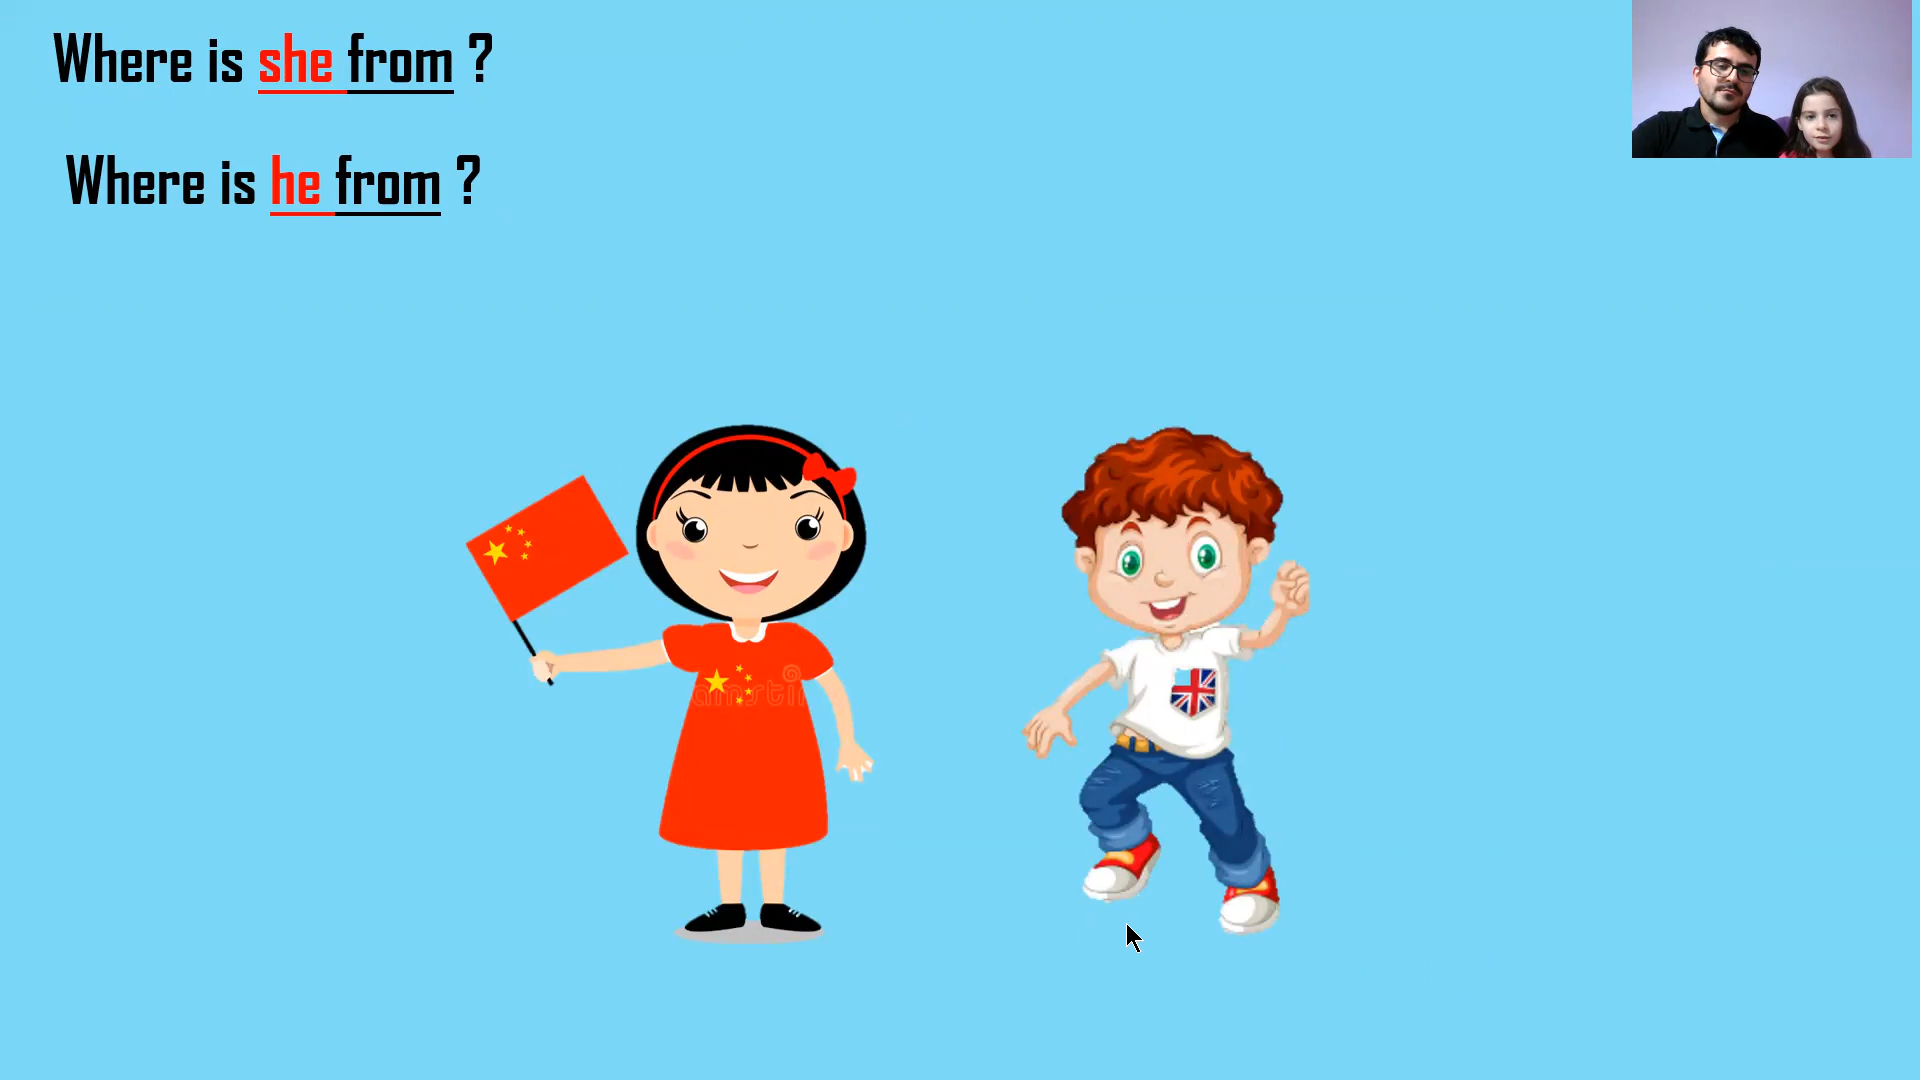 Where is she from ?
Where is he from ?